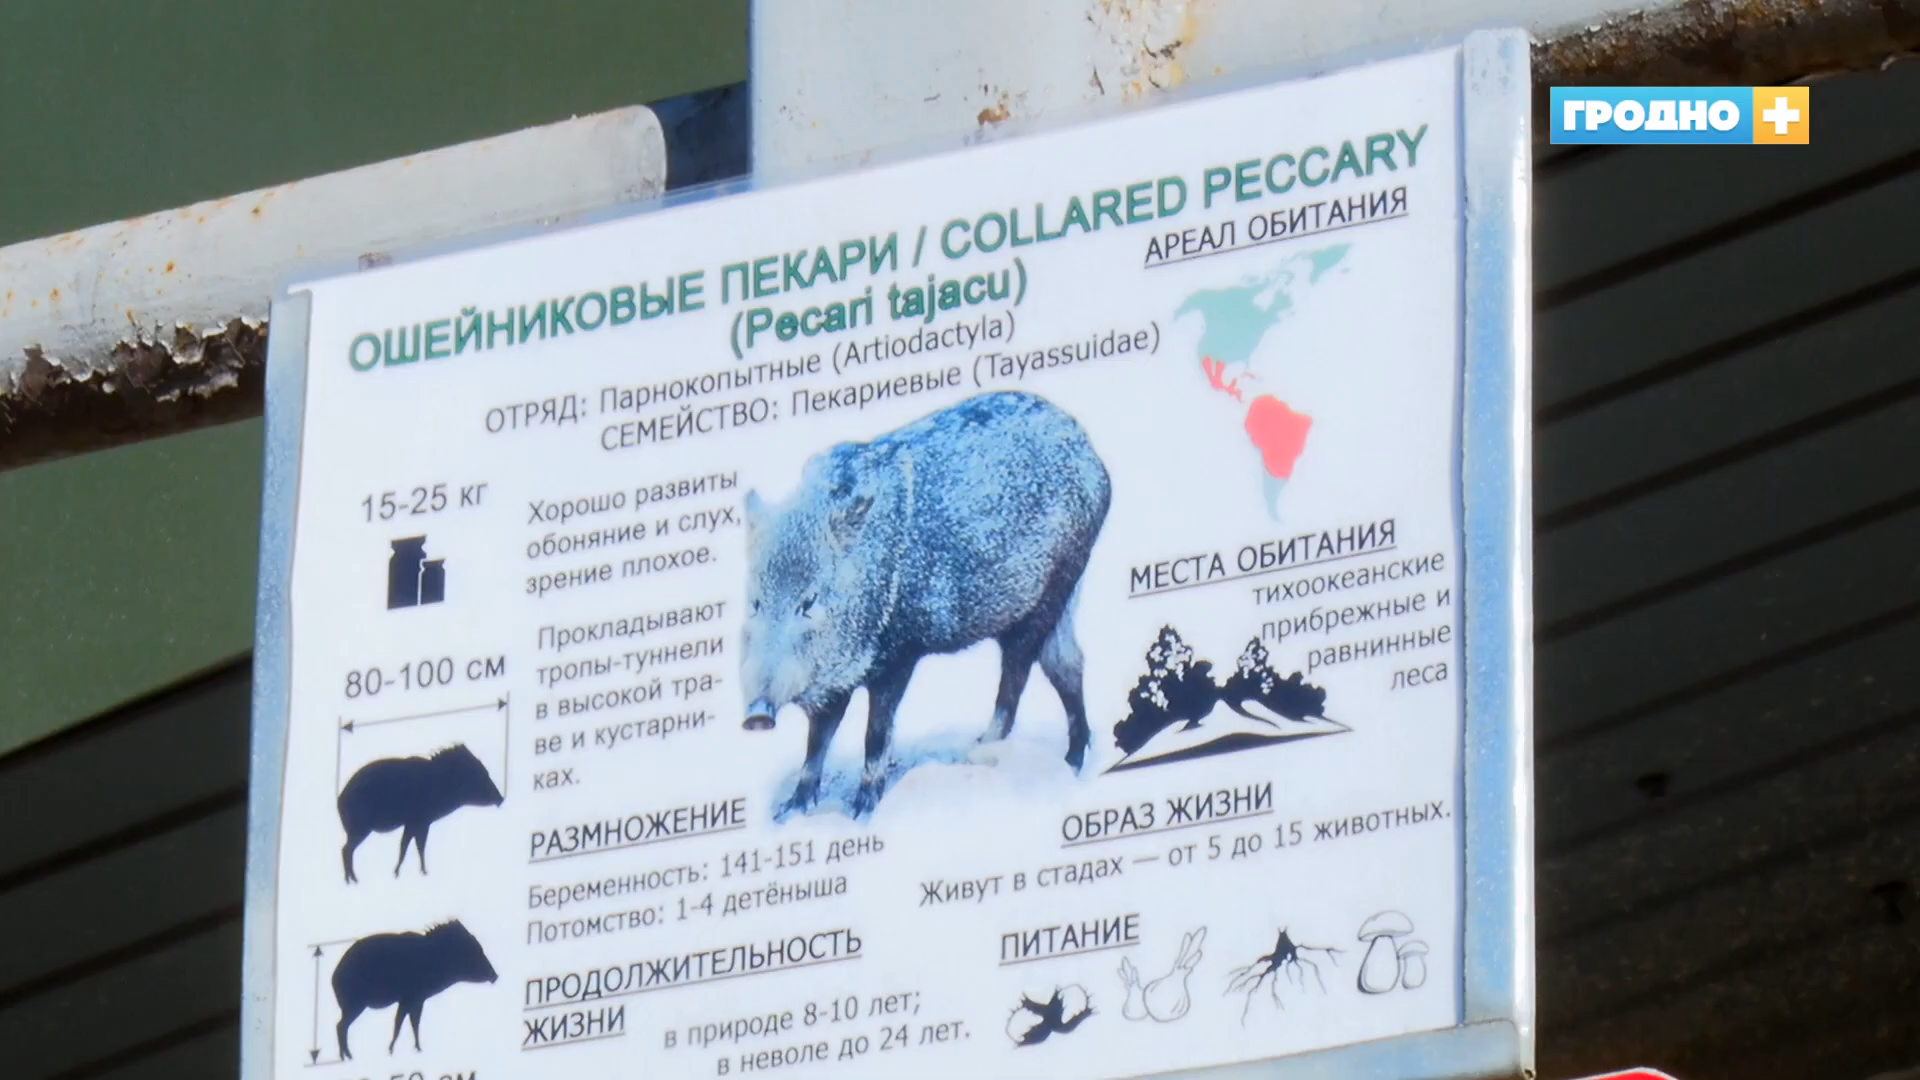 ГРОДНО +
ОШЕЙНИКОВЫЕ ПЕКАРИ / COLLARED PECCARY
(Pecari tajacu)
ОТРЯД: Парнокопытные (Artiodactyla)
СЕМЕЙСТВО: Пекариевые (Tayassuidae)
АРЕАЛ ОБИТАНИЯ
15-25 кг
80-100 см
Хорошо развиты
обоняние и слух,
зрение плохое.
Прокладывают
тропы-туннели
в высокой тра-
ве и кустарни-
ках.
МЕСТА ОБИТАНИЯ
тихоокеанские
прибрежные и
равнинные
леса
РАЗМНОЖЕНИЕ
Беременность: 141-151 день
Потомство: 1-4 детёныша
ОБРАЗ ЖИЗНИ
Живут в стадах — от 5 до 15 животных.
ПРОДОЛЖИТЕЛЬНОСТЬ
ЖИЗНИ
в природе 8-10 лет;
в неволе до 24 лет.
ПИТАНИЕ